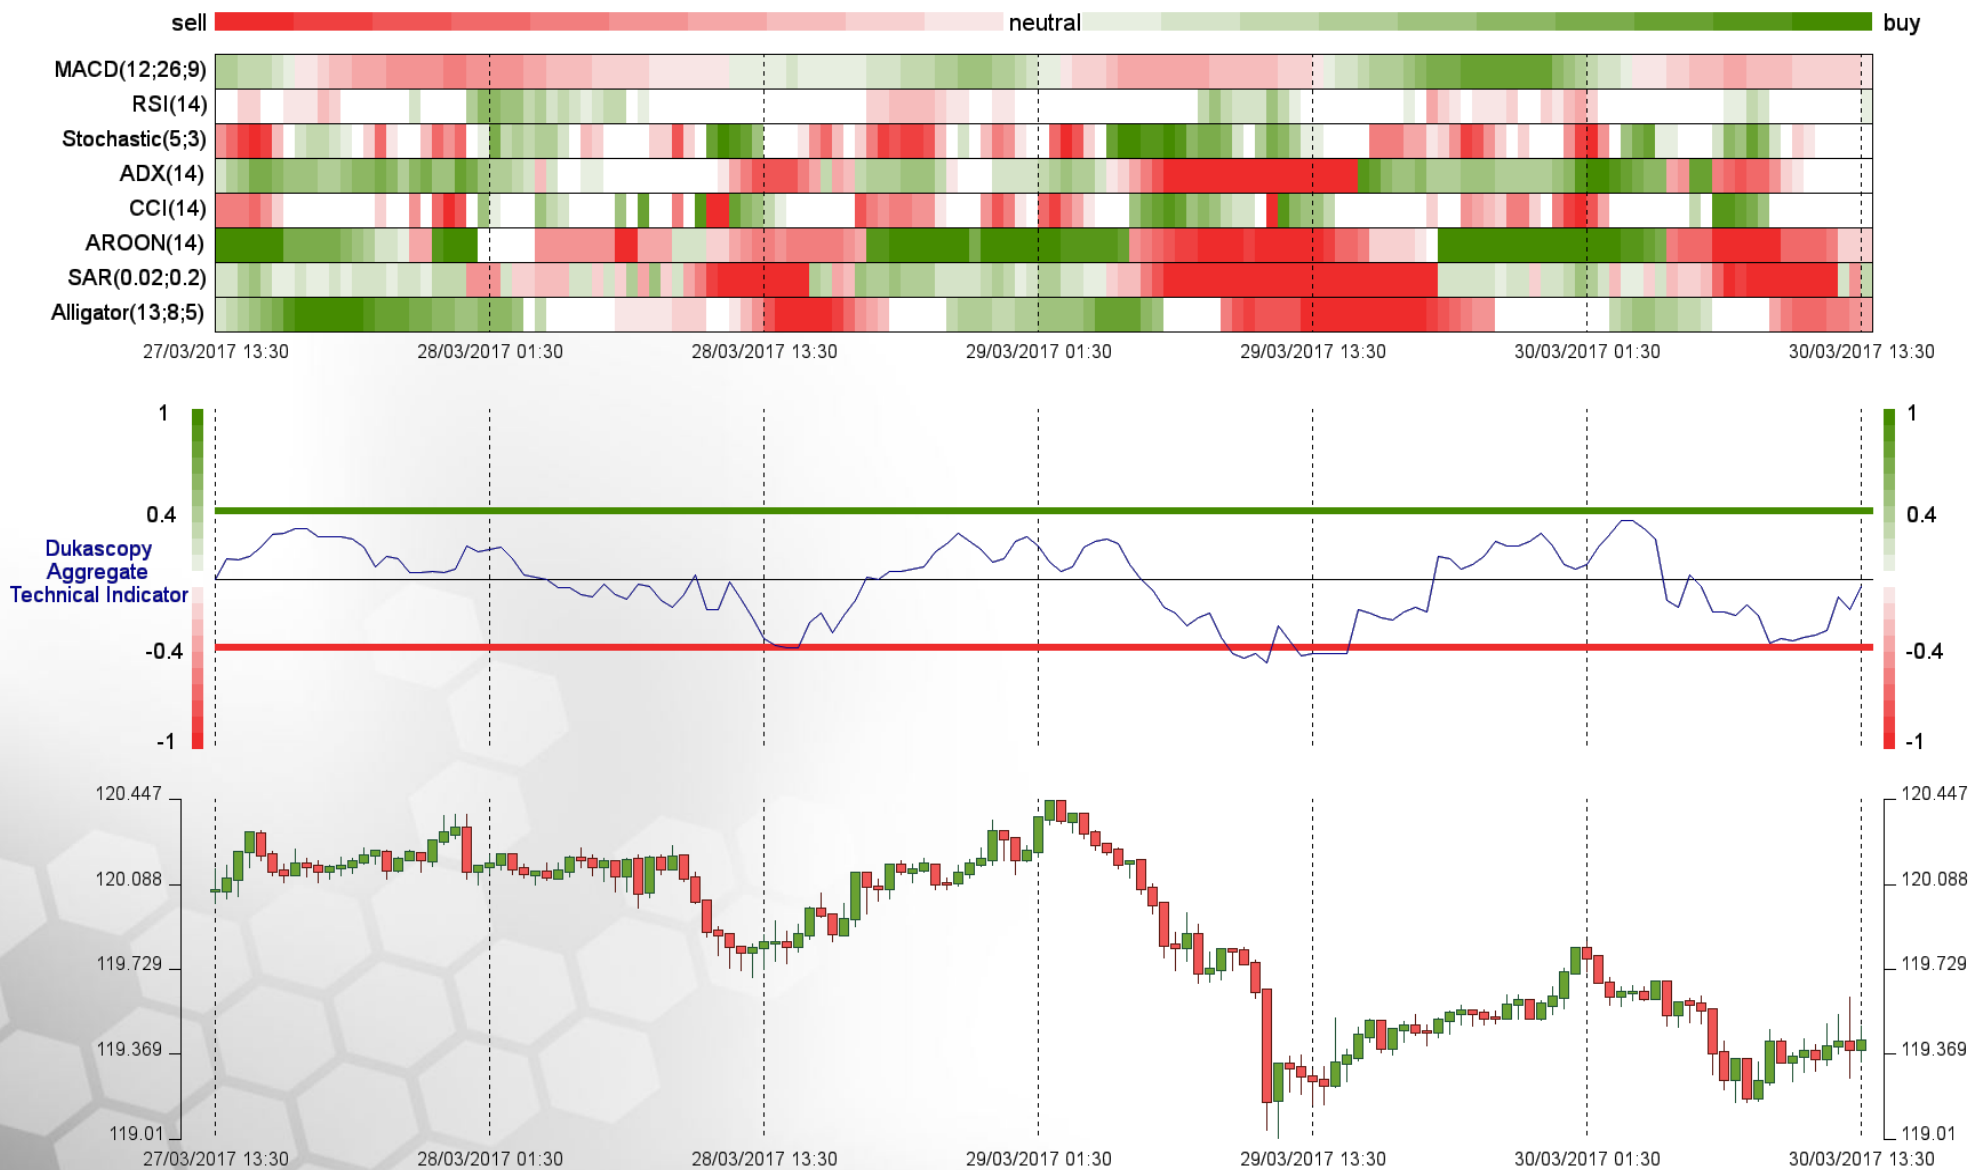 sell neutral buy
MACD(12;26;9)
RSI(14)
Stochastic(5;3)
ADX(14)
CCI(14)
AROON(14)
SAR(0.02;0.2)
Alligator(13;8;5)
27/03/2017 13:30 28/03/2017 01:30 28/03/2017 13:30 29/03/2017 01:30 29/03/2017 13:30 30/03/2017 01:30 30/03/2017 13:30
1 1
0.4 0.4
Dukascopy
Aggregate
Technical Indicator
-0.4 -0.4
-1 -1
120.447 120.447
120.088 120.088
119.729 119.729
119.369 119.369
119.01 119.01
27/03/2017 13:30 28/03/2017 01:30 28/03/2017 13:30 29/03/2017 01:30 29/03/2017 13:30 30/03/2017 01:30 30/03/2017 13:30